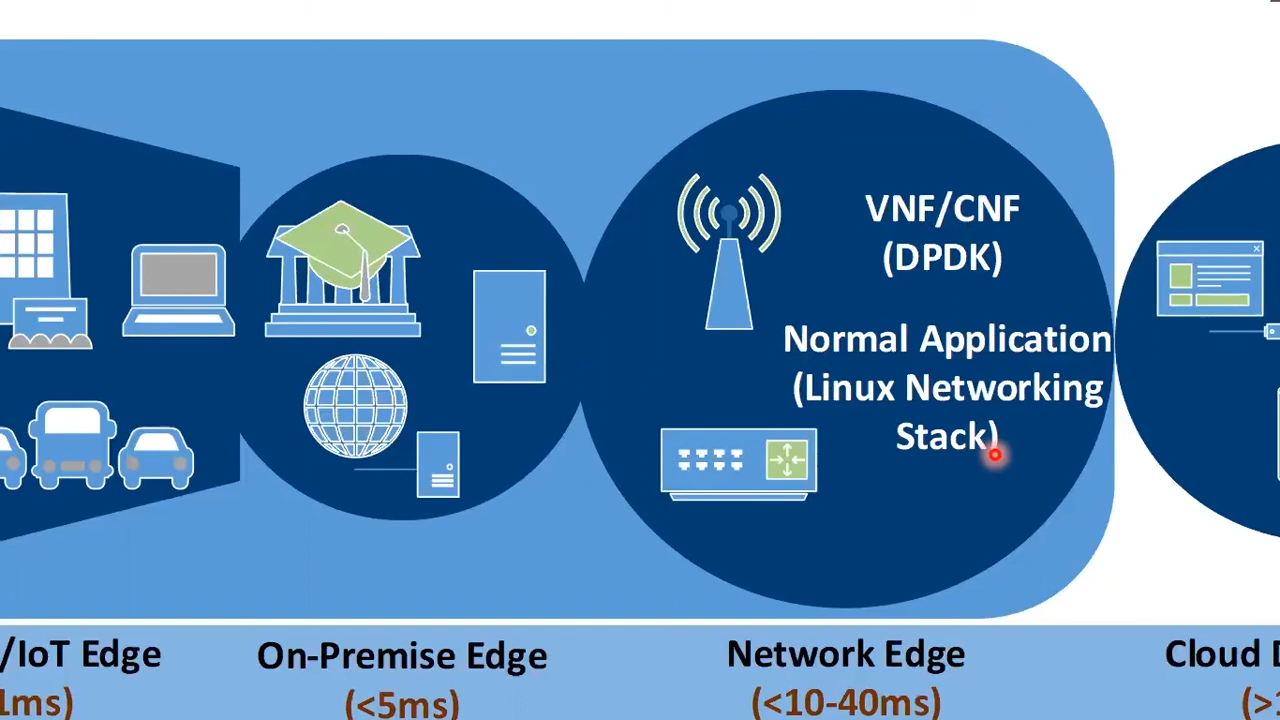 VNF/CNF
(DPDK)
Normal Application
(Linux Networking
Stack)
/IoT Edge
On-Premise Edge
Network Edge
Cloud
1ms)
(<5ms)
(<10-40ms)